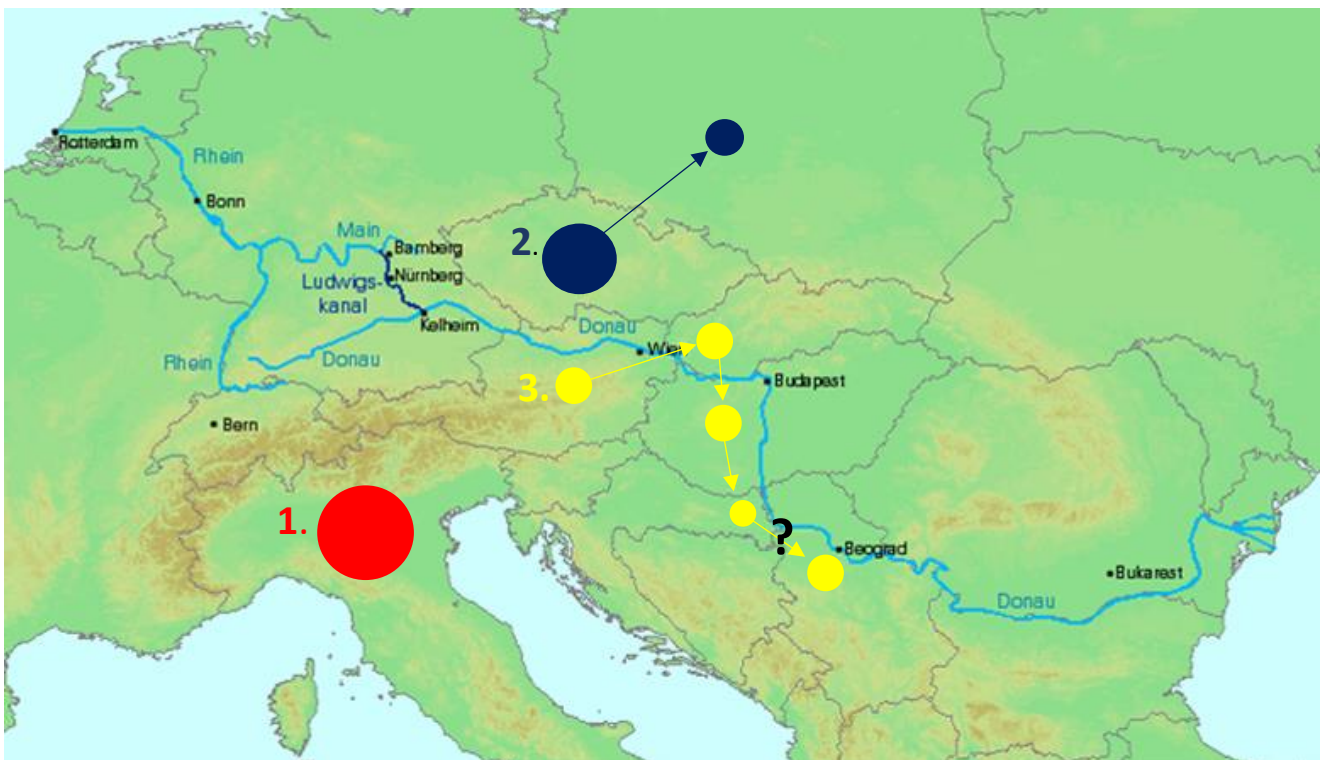 Rotterdam
Rhein
Bonn
2.
Main
Bamberg
Nürnberg
Ludwigs-
kanal
Kelheim
Donau
Wien
Rhein
Donau
Budapest
3.
Bern
1.
?
Beograd
Bukarest
Donau